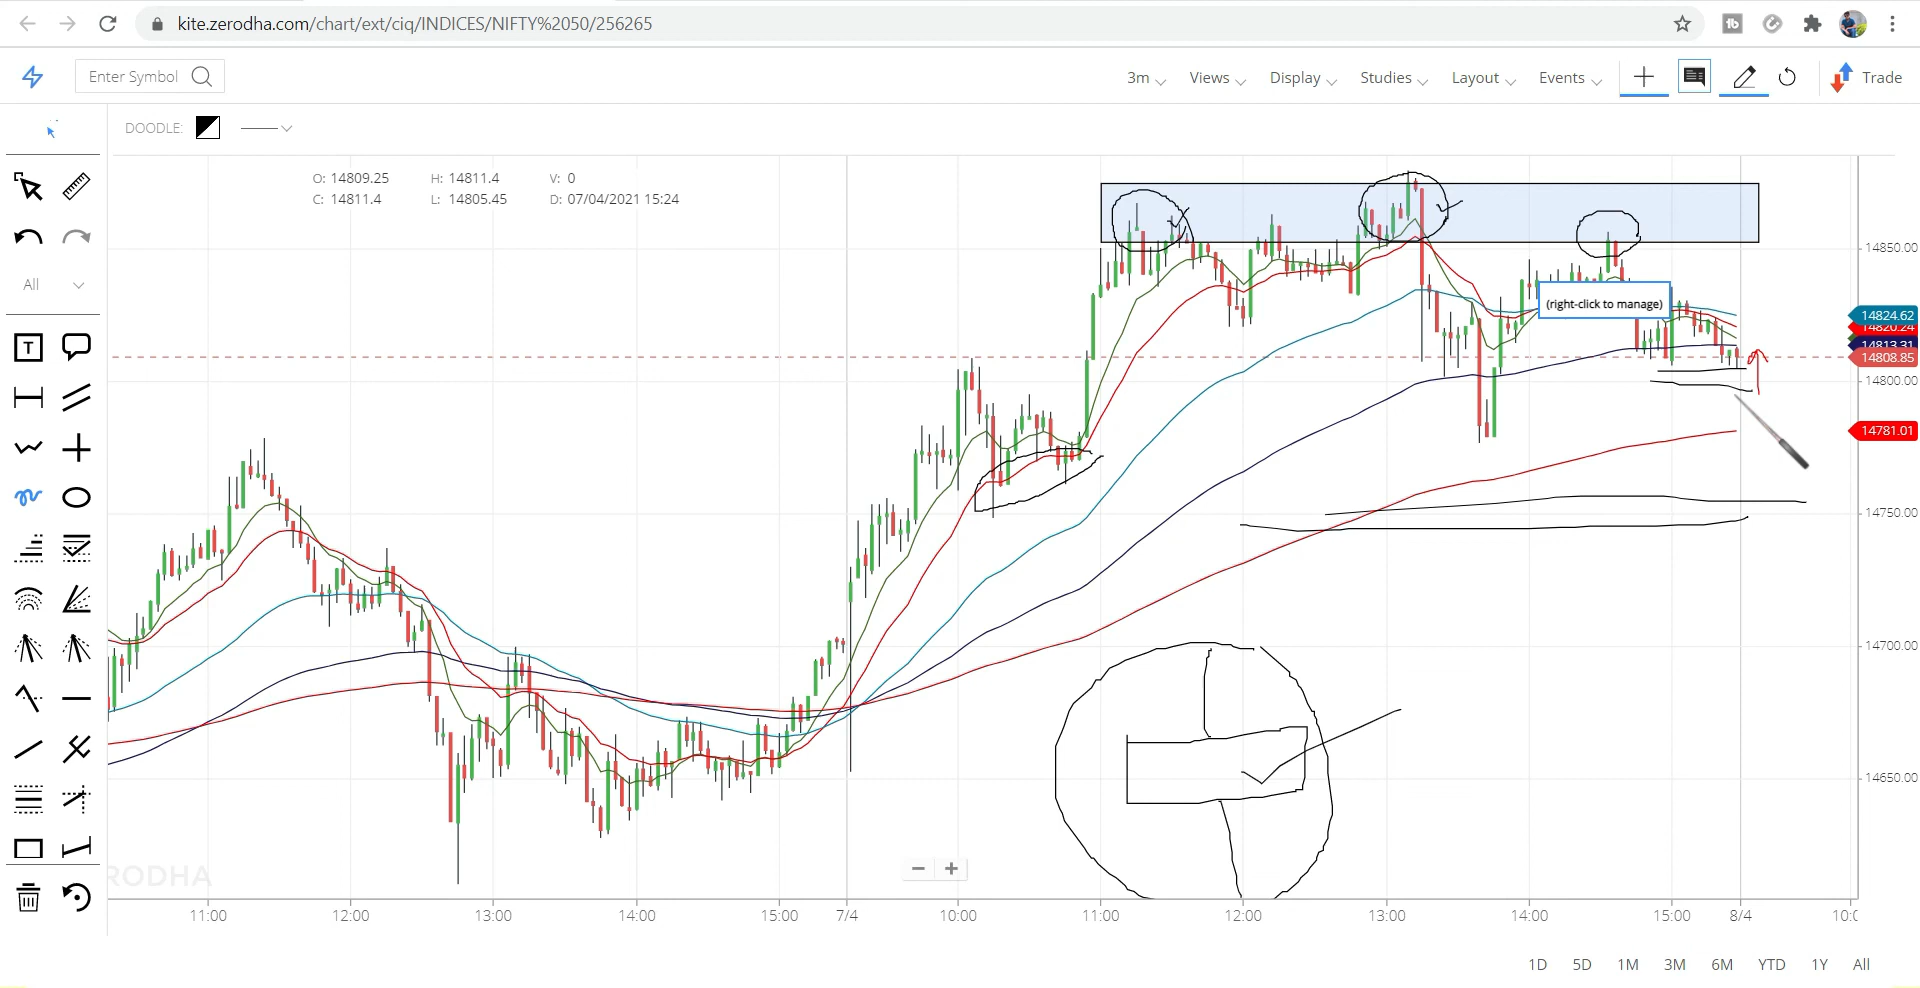 kite.zerodha.com/chart/ext/ciq/INDICES/NIFTY%2050/256265
Enter Symbol
3m
Views
Display
Studies
Layout
Events
Trade
DOODLE:
O: 14809.25 H: 14811.4 V: 0
C: 14811.4 L: 14805.45 D: 07/04/2021 15:24
All
T
(right-click to manage)
14850.00
14824.62
14820.24
14813.31
14808.85
14800.00
14781.01
14750.00
14700.00
14650.00
RODHA
11:00 12:00 13:00 14:00 15:00 7/4 10:00 11:00 12:00 13:00 14:00 15:00 8/4
1D 5D 1M 3M 6M YTD 1Y All